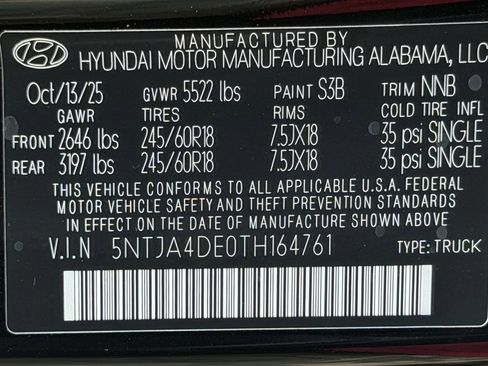 MANUFACTURED BY
HYUNDAI MOTOR MANUFACTURING ALABAMA, LLC
Oct/13/25 GVWR 5522 lbs PAINT S3B TRIM NNB
GAWR TIRES RIMS COLD TIRE INFL
FRONT 2646 lbs 245/60R18 7.5JX18 35 psi SINGLE
REAR 3197 lbs 245/60R18 7.5JX18 35 psi SINGLE
THIS VEHICLE CONFORMS TO ALL APPLICABLE U.S.A. FEDERAL
MOTOR VEHICLE SAFETY AND THEFT PREVENTION STANDARDS
IN EFFECT ON THE DATE OF MANUFACTURE SHOWN ABOVE.
V.I.N 5NTJA4DE0TH164761 TYPE: TRUCK